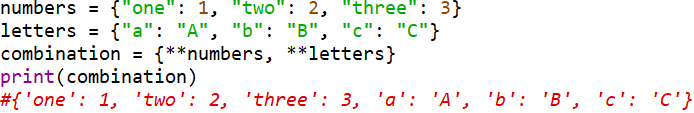 numbers = {"one": 1, "two": 2, "three": 3}
letters = {"a": "A", "b": "B", "c": "C"}
combination = {**numbers, **letters}
print(combination)
#{'one': 1, 'two': 2, 'three': 3, 'a': 'A', 'b': 'B', 'c': 'C'}